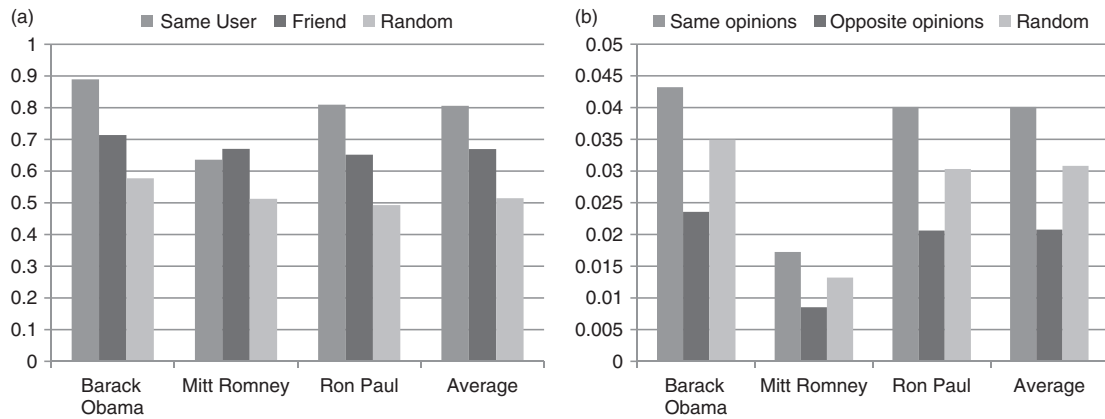 (a)
Same User Friend Random
1
0.9
0.8
0.7
0.6
0.5
0.4
0.3
0.2
0.1
0
Barack Obama
Mitt Romney
Ron Paul
Average
(b)
Same opinions Opposite opinions Random
0.05
0.045
0.04
0.035
0.03
0.025
0.02
0.015
0.01
0.005
0
Barack Obama
Mitt Romney
Ron Paul
Average